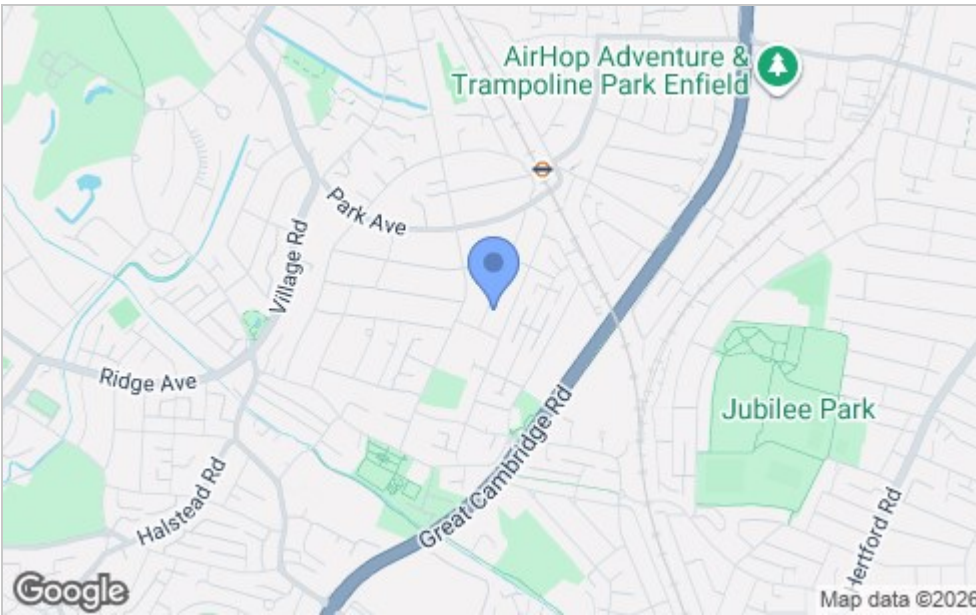 AirHop Adventure &
Trampoline Park Enfield
Park Ave
Village Rd
Ridge Ave
Jubilee Park
Great Cambridge Rd
Halstead Rd
Hertford Rd
Google
Map data ©2026